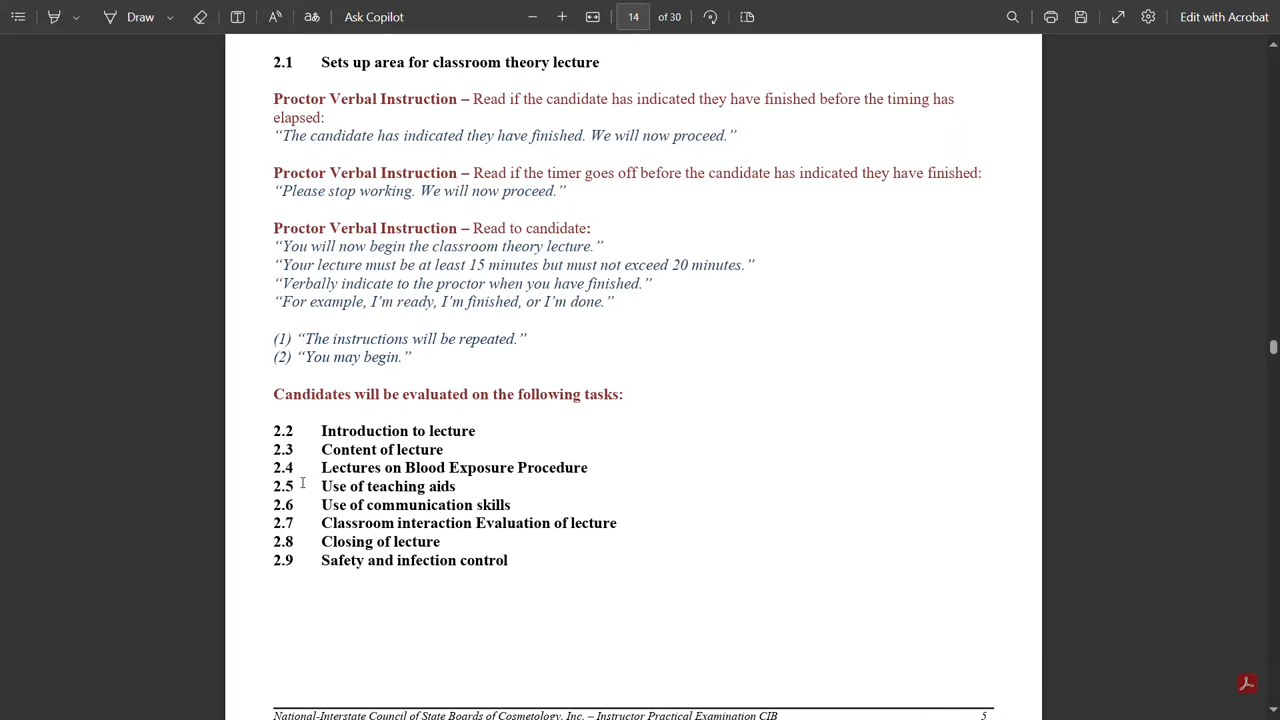 Draw
Ask Copilot
14 of 30
Edit with Acrobat
2.1 Sets up area for classroom theory lecture
Proctor Verbal Instruction – Read if the candidate has indicated they have finished before the timing has
elapsed:
“The candidate has indicated they have finished. We will now proceed.”
Proctor Verbal Instruction – Read if the timer goes off before the candidate has indicated they have finished:
“Please stop working. We will now proceed.”
Proctor Verbal Instruction – Read to candidate:
“You will now begin the classroom theory lecture.”
“Your lecture must be at least 15 minutes but must not exceed 20 minutes.”
“Verbally indicate to the proctor when you have finished.”
“For example, I’m ready, I’m finished, or I’m done.”
(1) “The instructions will be repeated.”
(2) “You may begin.”
Candidates will be evaluated on the following tasks:
2.2 Introduction to lecture
2.3 Content of lecture
2.4 Lectures on Blood Exposure Procedure
2.5 Use of teaching aids
2.6 Use of communication skills
2.7 Classroom interaction Evaluation of lecture
2.8 Closing of lecture
2.9 Safety and infection control
National-Interstate Council of State Boards of Cosmetology, Inc. – Instructor Practical Examination CIB 5